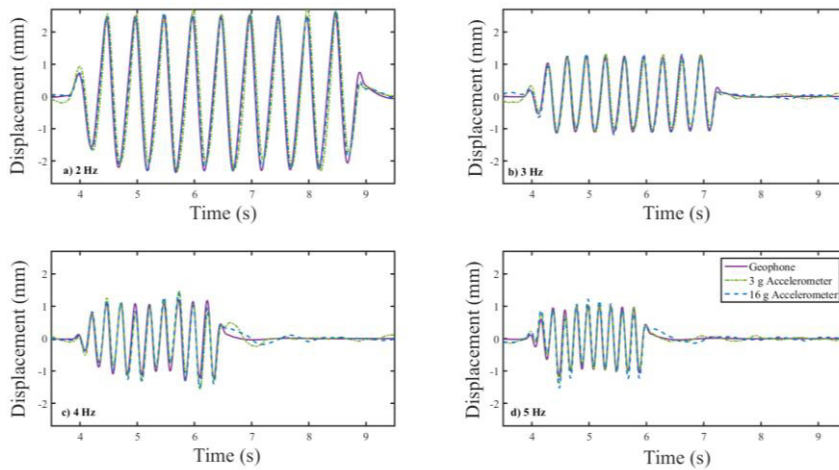 Displacement (mm)
2
1
0
-1
-2
a) 2 Hz
4 5 6 7 8 9
Time (s)
Displacement (mm)
2
1
0
-1
-2
b) 3 Hz
4 5 6 7 8 9
Time (s)
Displacement (mm)
2
1
0
-1
-2
c) 4 Hz
4 5 6 7 8 9
Time (s)
Displacement (mm)
2
1
0
-1
-2
Geophone
3 g Accelerometer
16 g Accelerometer
d) 5 Hz
4 5 6 7 8 9
Time (s)